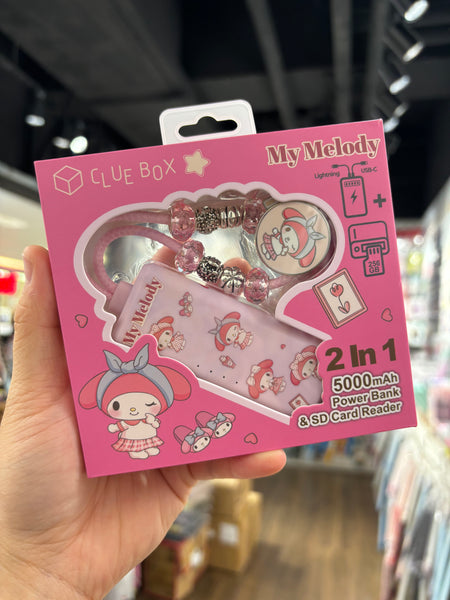 CLUE BOX
My Melody
Lightning
USB-C
+
256
GB
My Melody
2 In 1
5000mAh
Power Bank
& SD Card Reader